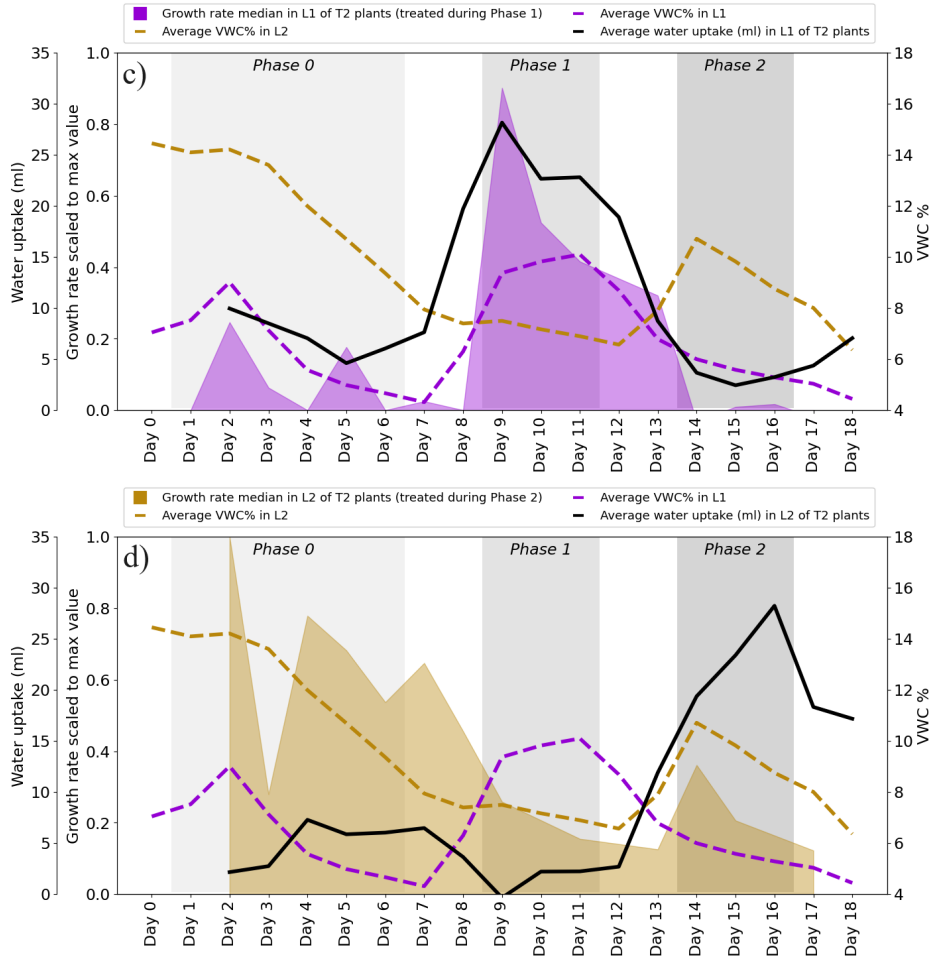 Growth rate median in L1 of T2 plants (treated during Phase 1)
Average VWC% in L2
Average VWC% in L1
Average water uptake (ml) in L1 of T2 plants
c)
Phase 0
Phase 1
Phase 2
Water uptake (ml)
35
30
25
20
15
10
5
0
Growth rate scaled to max value
1.0
0.8
0.6
0.4
0.2
0.0
VWC %
18
16
14
12
10
8
6
4
Day 0
Day 1
Day 2
Day 3
Day 4
Day 5
Day 6
Day 7
Day 8
Day 9
Day 10
Day 11
Day 12
Day 13
Day 14
Day 15
Day 16
Day 17
Day 18
Growth rate median in L2 of T2 plants (treated during Phase 2)
Average VWC% in L2
Average VWC% in L1
Average water uptake (ml) in L2 of T2 plants
d)
Phase 0
Phase 1
Phase 2
Water uptake (ml)
35
30
25
20
15
10
5
0
Growth rate scaled to max value
1.0
0.8
0.6
0.4
0.2
0.0
VWC %
18
16
14
12
10
8
6
4
Day 0
Day 1
Day 2
Day 3
Day 4
Day 5
Day 6
Day 7
Day 8
Day 9
Day 10
Day 11
Day 12
Day 13
Day 14
Day 15
Day 16
Day 17
Day 18